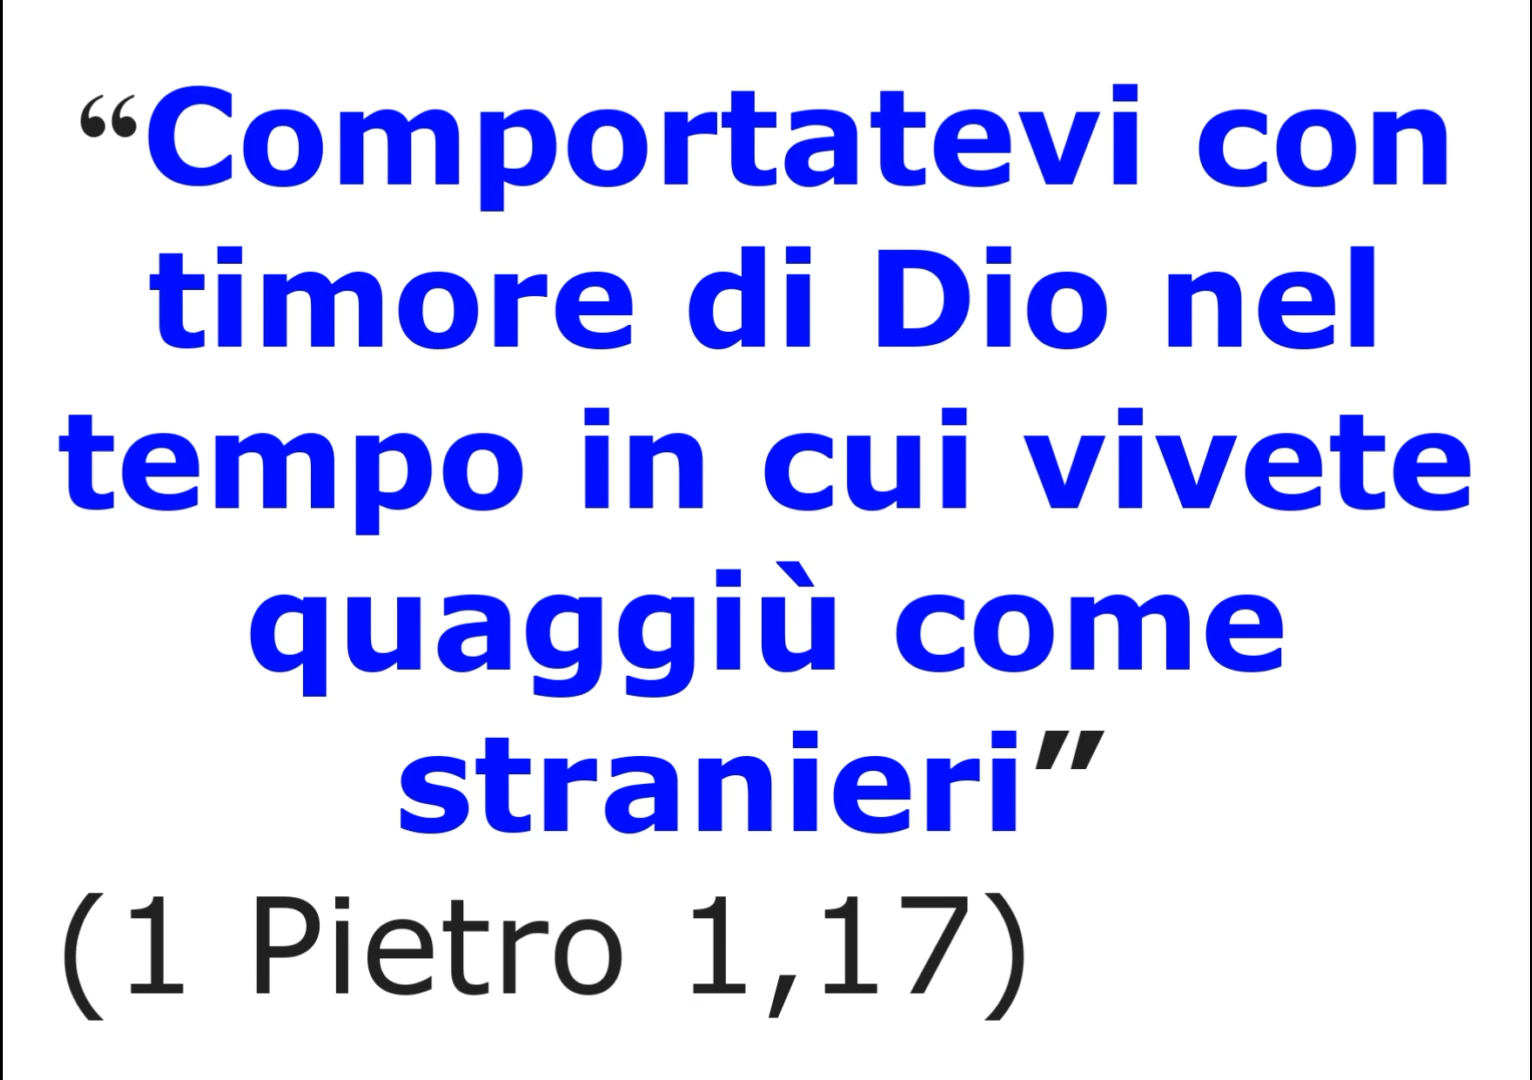 “Comportatevi con
timore di Dio nel
tempo in cui vivete
quaggiù come
stranieri”
(1 Pietro 1,17)